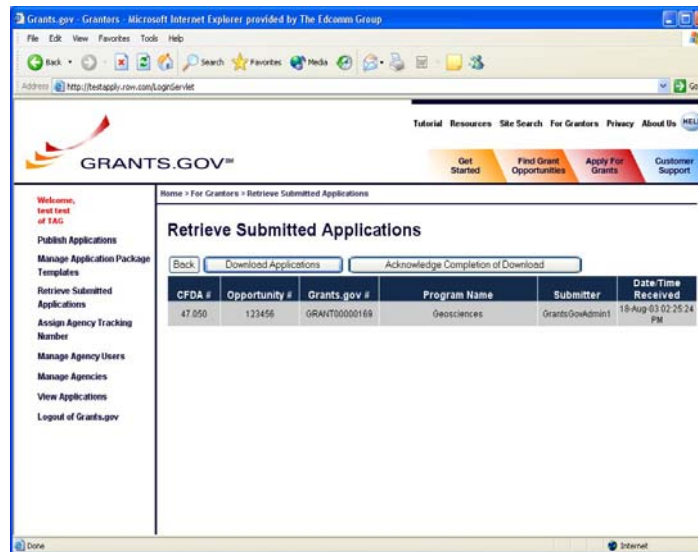 Grants.gov - Grantors - Microsoft Internet Explorer provided by The Edcomm Group
File Edit View Favorites Tools Help
Back Search Favorites Media
Address http://testapply.row.com/LoginServlet Go
Tutorial Resources Site Search For Grantors Privacy About Us HEL
GRANTS.GOV℠
Get Started
Find Grant Opportunities
Apply For Grants
Customer Support
Home > For Grantors > Retrieve Submitted Applications
Welcome,
test test
of TAG
Publish Applications
Manage Application Package
Templates
Retrieve Submitted
Applications
Assign Agency Tracking
Number
Manage Agency Users
Manage Agencies
View Applications
Logout of Grants.gov
Retrieve Submitted Applications
Back Download Applications Acknowledge Completion of Download
CFDA # Opportunity # Grants.gov # Program Name Submitter Date/Time Received
47.050 123456 GRANT00000169 Geosciences GrantsGovAdmin1 18-Aug-03 02:25:24 PM
Done Internet